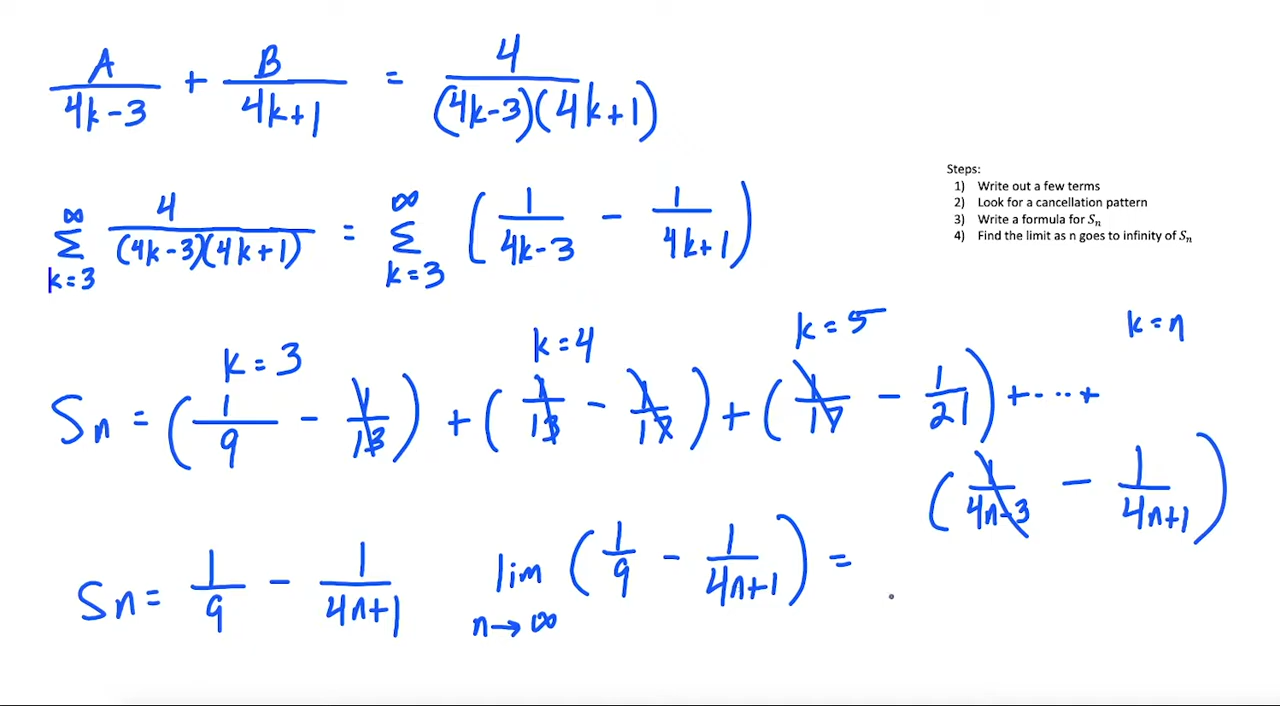 A/(4k-3) + B/(4k+1) = 4/((4k-3)(4k+1))
∞ Σ k=3 4/((4k-3)(4k+1)) = ∞ Σ k=3 (1/(4k-3) - 1/(4k+1))
Steps:
1) Write out a few terms
2) Look for a cancellation pattern
3) Write a formula for Sₙ
4) Find the limit as n goes to infinity of Sₙ
k=3 k=4 k=5 k=n
Sn = (1/9 - 1/13) + (1/13 - 1/17) + (1/17 - 1/21) + ··· +
(1/(4n-3) - 1/(4n+1))
Sn = 1/9 - 1/(4n+1) lim n→∞ (1/9 - 1/(4n+1)) =